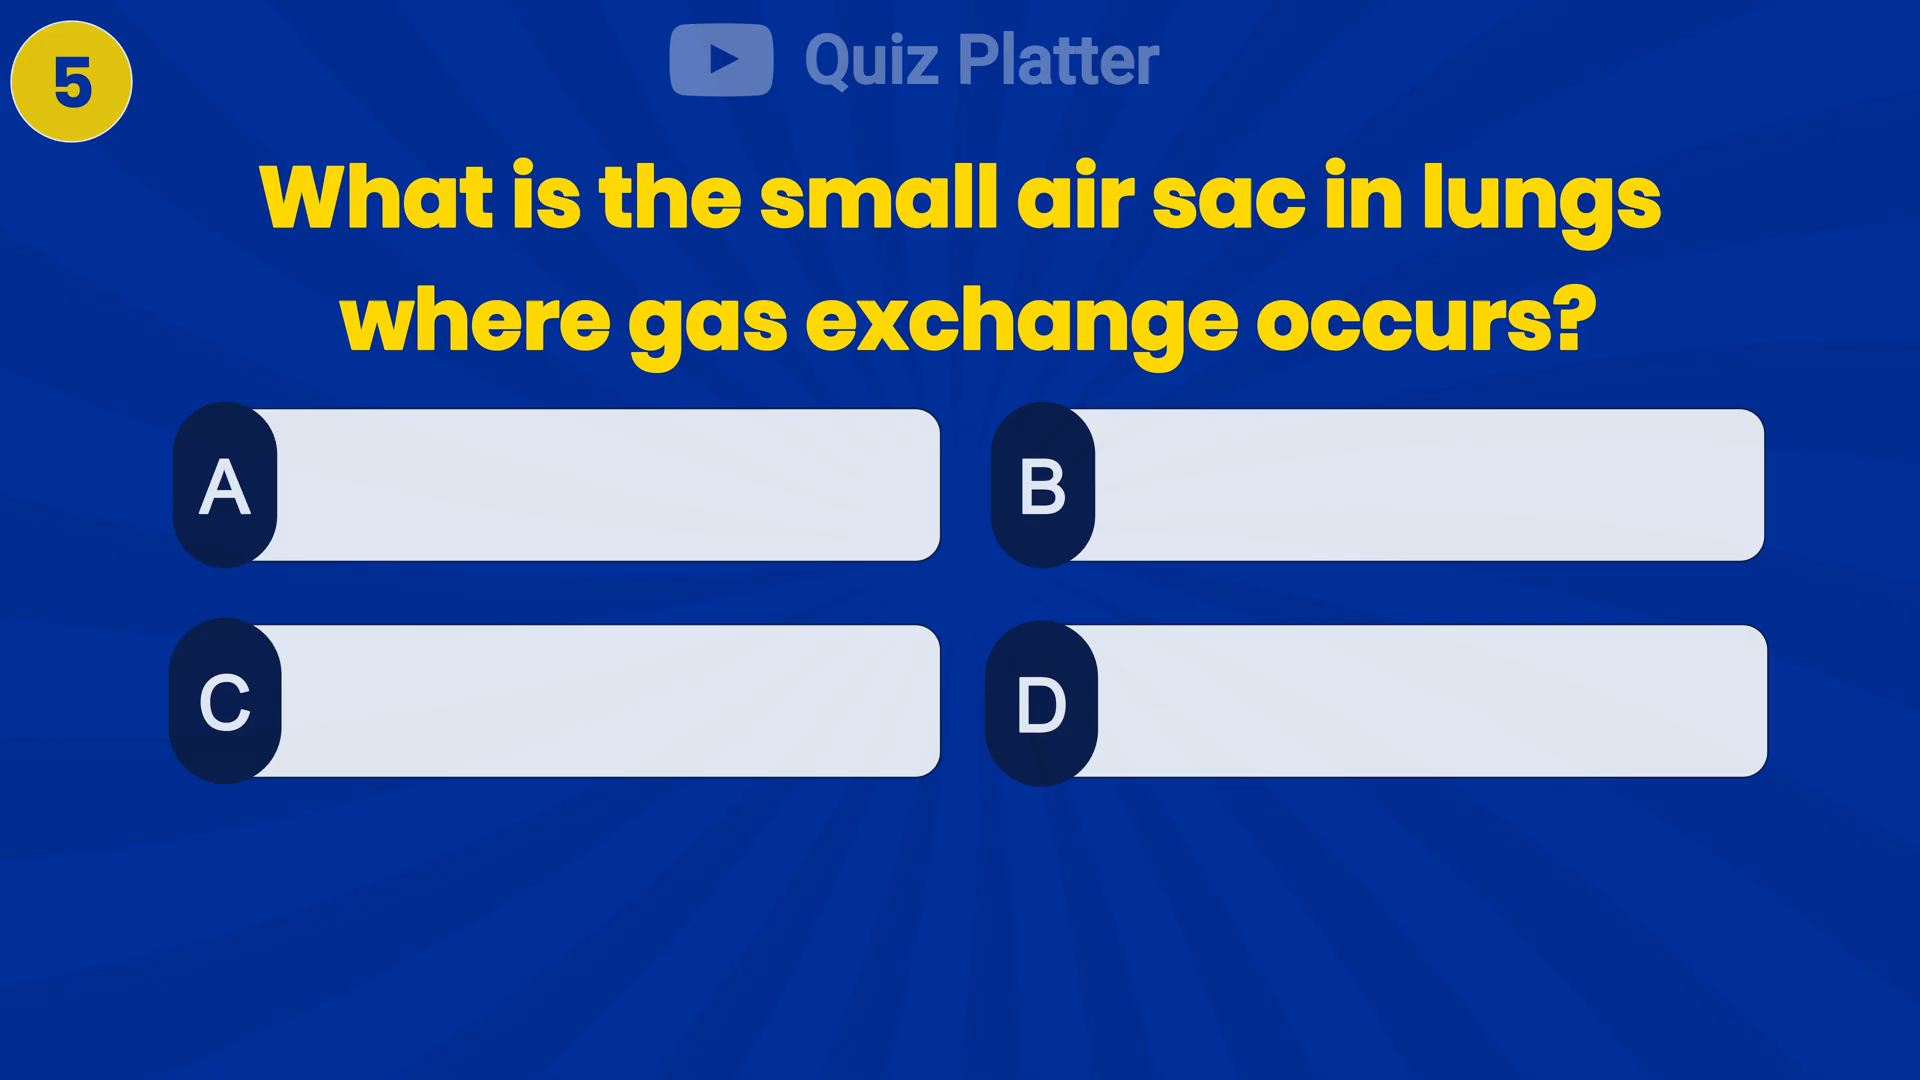 5
Quiz Platter
What is the small air sac in lungs
where gas exchange occurs?
A
B
C
D